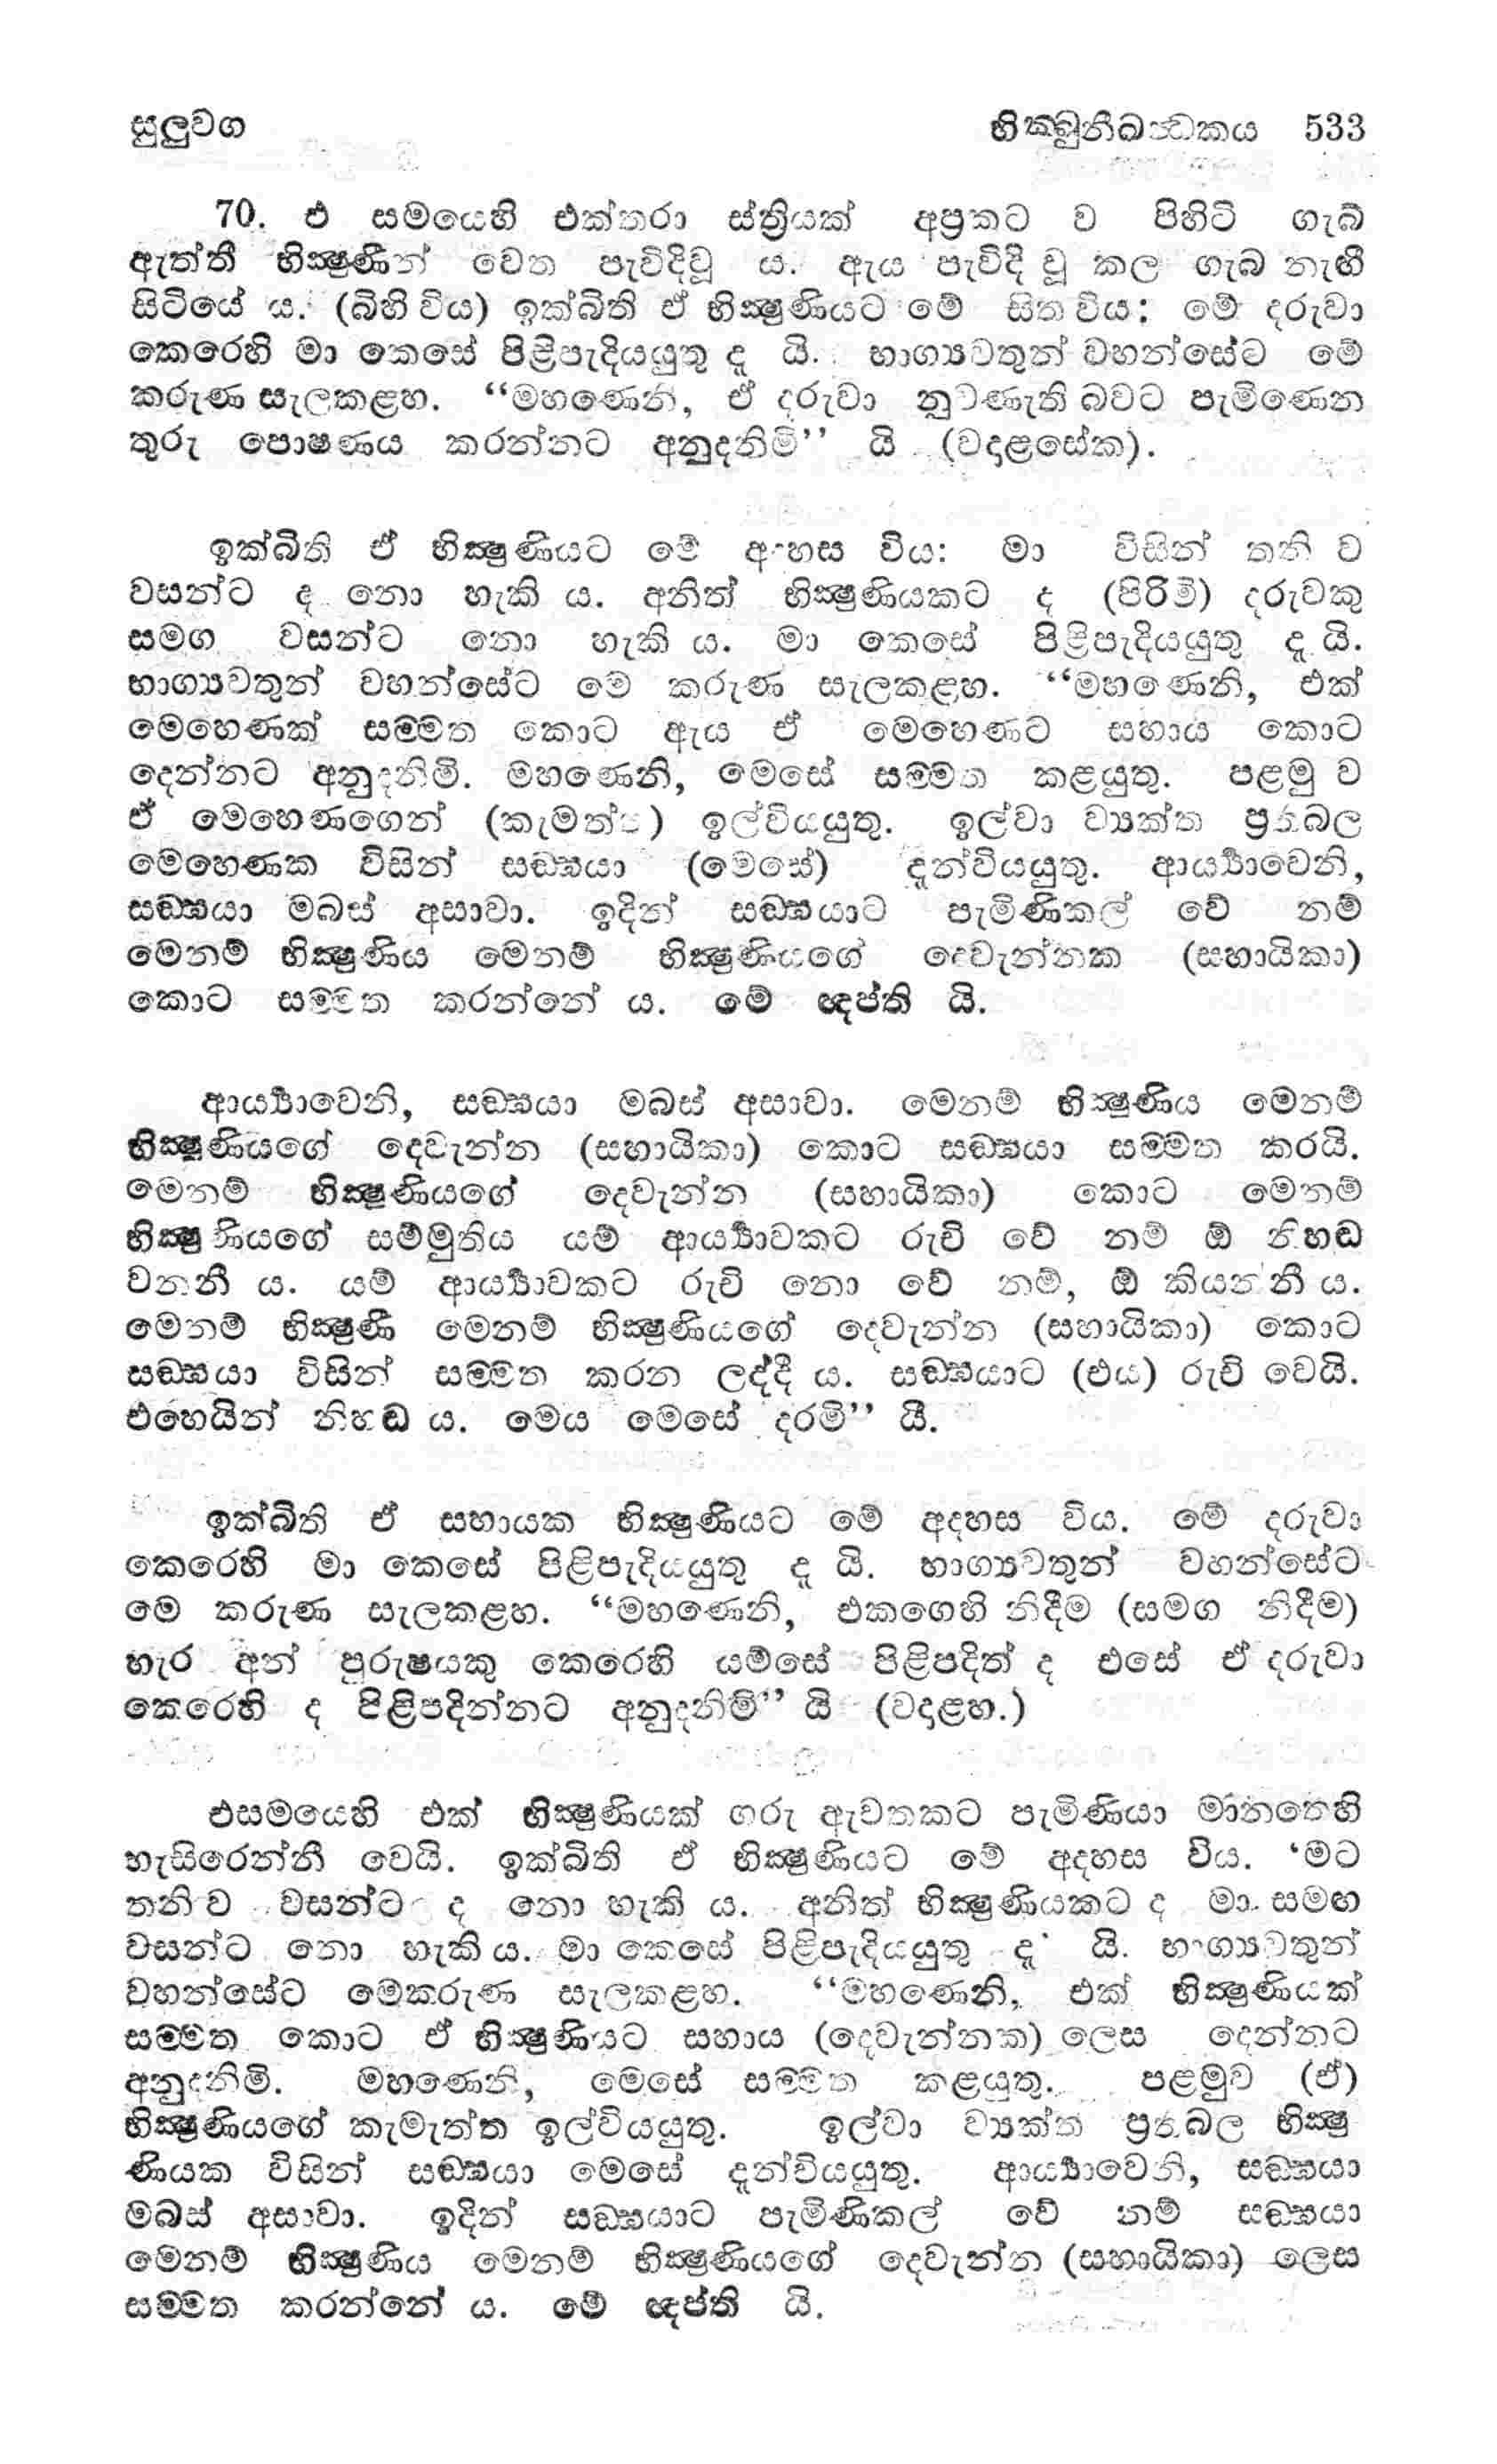 සුලුවග භික්ඛුනීඛන්ධකය 533
70. එ සමයෙහි එක්තරා ස්ත්‍රියක් අප්‍රකට ව පිහිටි ගැබ්
ඇත්තී භික්‍ෂුණීන් වෙත පැවිදිවූ ය. ඇය පැවිදි වූ කල ගැබ නැඟී
සිටියේ ය. (බිහි විය) ඉක්බිති ඒ භික්‍ෂුණියට මේ සිත විය: මේ දරුවා
කෙරෙහි මා කෙසේ පිළිපැදියයුතු දූ යි. භාග්‍යවතුන් වහන්සේට මේ
කරුණ සැලකළහ. “මහණෙනි, ඒ දරුවා නුවණැති බවට පැමිණෙන
තුරු පොෂණය කරන්නට අනුදනිමි” යි (වදාළසේක).
ඉක්බිති ඒ භික්‍ෂුණියට මේ අදහස විය: මා විසින් තනි ව
වසන්ට ද නො හැකි ය. අනිත් භික්‍ෂුණියකට ද (පිරිමි) දරුවකු
සමග වසන්ට නො හැකි ය. මා කෙසේ පිළිපැදියයුතු දූ යි.
භාග්‍යවතුන් වහන්සේට මේ කරුණ සැලකළහ. “මහණෙනි, එක්
මෙහෙණක් සම්මත කොට ඇය ඒ මෙහෙණට සහාය කොට
දෙන්නට අනුදනිමි. මහණෙනි, මෙසේ සම්මත කළයුතු. පළමු ව
ඒ මෙහෙණගෙන් (කැමත්ත) ඉල්වියයුතු. ඉල්වා ව්‍යක්ත ප්‍රතිබල
මෙහෙණක විසින් සඞ්ඝයා (මෙසේ) දැන්වියයුතු. ආර්‍ය්‍යාවෙනි,
සඞ්ඝයා මබස් අසාවා. ඉදින් සඞ්ඝයාට පැමිණිකල් වේ නම්
මෙනම් භික්‍ෂුණිය මෙනම් භික්‍ෂුණියගේ දෙවැන්නක (සහායිකා)
කොට සම්මත කරන්නේ ය. මේ ඥප්ති යි.
ආර්‍ය්‍යාවෙනි, සඞ්ඝයා මබස් අසාවා. මෙනම් භික්‍ෂුණිය මෙනම්
භික්‍ෂුණියගේ දෙවැන්න (සහායිකා) කොට සඞ්ඝයා සම්මත කරයි.
මෙනම් භික්‍ෂුණියගේ දෙවැන්න (සහායිකා) කොට මෙනම්
භික්‍ෂුණියගේ සම්මුතිය යම් ආර්‍ය්‍යාවකට රුචි වේ නම් ඕ නිහඬ
වනනී ය. යම් ආර්‍ය්‍යාවකට රුචි නො වේ නම්, ඕ කියන්නී ය.
මෙනම් භික්‍ෂුණී මෙනම් භික්‍ෂුණියගේ දෙවැන්න (සහායිකා) කොට
සඞ්ඝයා විසින් සම්මත කරන ලද්දී ය. සඞ්ඝයාට (එය) රුචි වෙයි.
එහෙයින් නිහඬ ය. මෙය මෙසේ දරමි” යී.
ඉක්බිති ඒ සහායක භික්‍ෂුණියට මේ අදහස විය. මේ දරුවා
කෙරෙහි මා කෙසේ පිළිපැදියයුතු දූ යි. භාග්‍යවතුන් වහන්සේට
මෙ කරුණ සැලකළහ. “මහණෙනි, එකගෙහි නිදීම (සමග නිදීම)
හැර අන් පුරුෂයකු කෙරෙහි යම්සේ පිළිපදිත් ද එසේ ඒ දරුවා
කෙරෙහි ද පිළිපදින්නට අනුදනිමි” යි (වදාළහ.)
එසමයෙහි එක් භික්‍ෂුණියක් ගරු ඇවතකට පැමිණියා මානතෙහි
හැසිරෙන්නී වෙයි. ඉක්බිති ඒ භික්‍ෂුණියට මේ අදහස විය. ‘මට
තනි ව වසන්ට ද නො හැකි ය. අනිත් භික්‍ෂුණියකට ද මා සමඟ
වසන්ට නො හැකි ය. මා කෙසේ පිළිපැදියයුතු දූ යි. භාග්‍යවතුන්
වහන්සේට මෙකරුණ සැලකළහ. “මහණෙනි, එක් භික්‍ෂුණියක්
සම්මත කොට ඒ භික්‍ෂුණියට සහාය (දෙවැන්නක) ලෙස දෙන්නට
අනුදනිමි. මහණෙනි, මෙසේ සම්මත කළයුතු. පළමුව (ඒ)
භික්‍ෂුණියගේ කැමැත්ත ඉල්වියයුතු. ඉල්වා ව්‍යක්ත ප්‍රතිබල භික්‍ෂු
ණියක විසින් සඞ්ඝයා මෙසේ දැන්වියයුතු. ආර්‍ය්‍යාවෙනි, සඞ්ඝයා
මබස් අසාවා. ඉදින් සඞ්ඝයාට පැමිණිකල් වේ නම් සඞ්ඝයා
මෙනම් භික්‍ෂුණිය මෙනම් භික්‍ෂුණියගේ දෙවැන්න (සහායිකා) ලෙස
සම්මත කරන්නේ ය. මේ ඥප්ති යි.